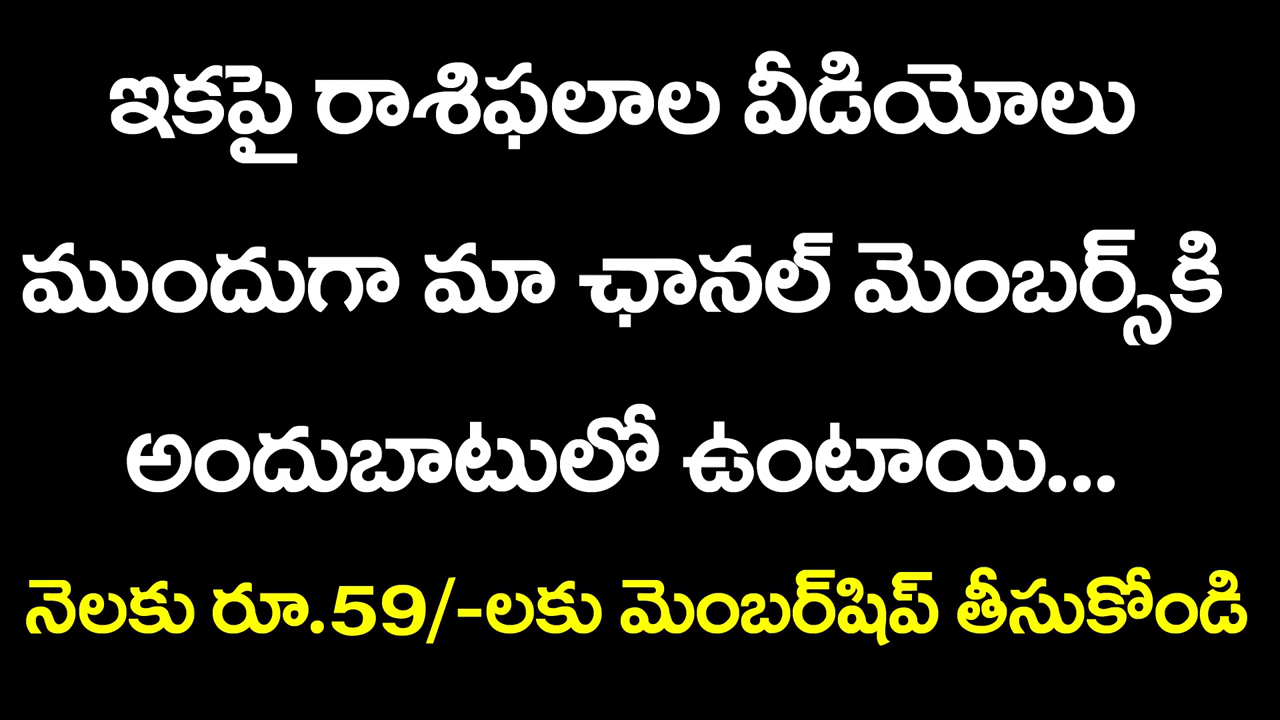 ఇకపై రాశిఫలాల వీడియోలు
ముందుగా మా ఛానల్ మెంబర్స్‌కి
అందుబాటులో ఉంటాయి...
నెలకు రూ.59/-లకు మెంబర్‌షిప్ తీసుకోండి